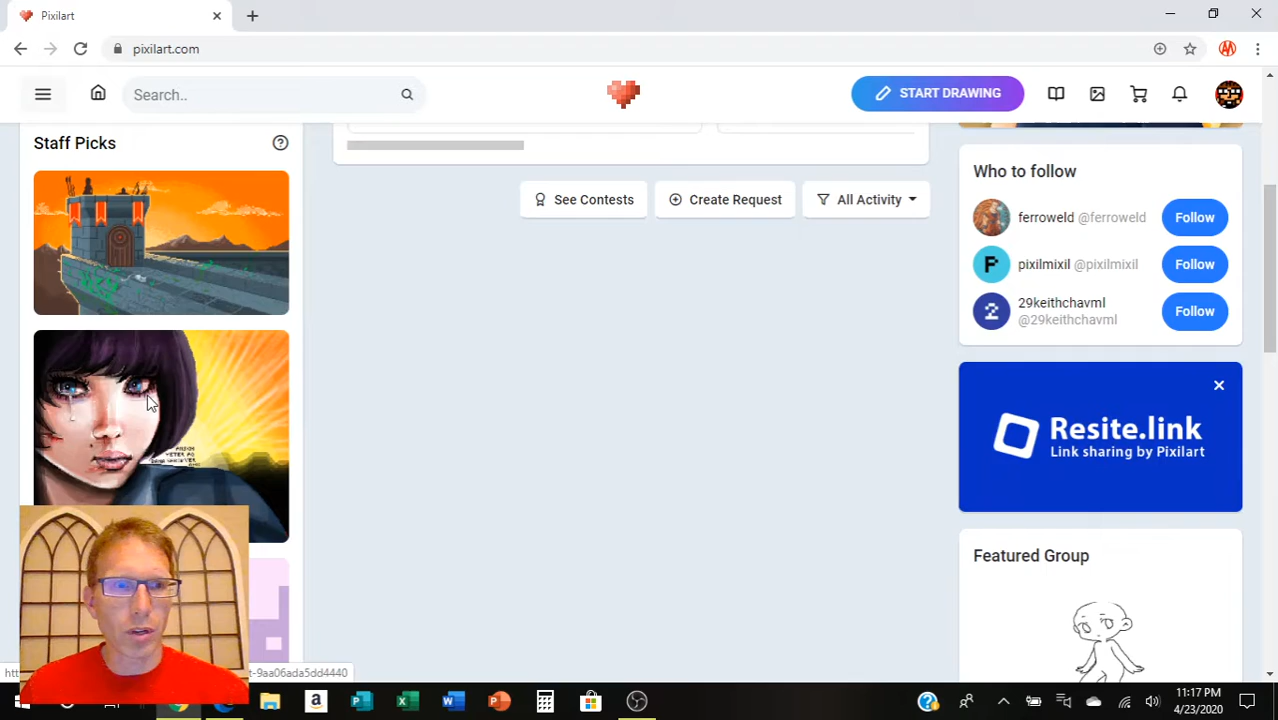 Pixilart
pixilart.com
Search..
START DRAWING
Staff Picks
See Contests
Create Request
All Activity
Who to follow
ferroweld @ferroweld
Follow
pixilmixil @pixilmixil
Follow
29keithchavml
@29keithchavml
Follow
Resite.link
Link sharing by Pixilart
Featured Group
t-9aa06ada5dd4440
11:17 PM
4/23/2020